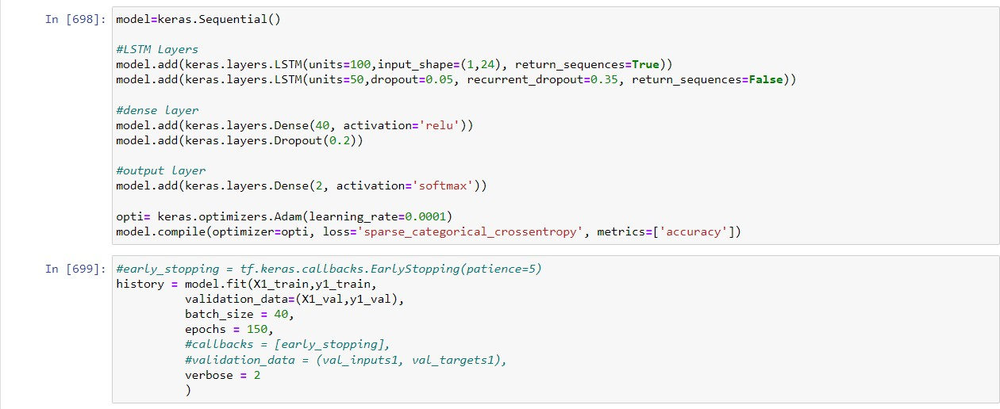 In [698]: model=keras.Sequential()
#LSTM Layers
model.add(keras.layers.LSTM(units=100,input_shape=(1,24), return_sequences=True))
model.add(keras.layers.LSTM(units=50,dropout=0.05, recurrent_dropout=0.35, return_sequences=False))
#dense layer
model.add(keras.layers.Dense(40, activation='relu'))
model.add(keras.layers.Dropout(0.2))
#output layer
model.add(keras.layers.Dense(2, activation='softmax'))
opti= keras.optimizers.Adam(learning_rate=0.0001)
model.compile(optimizer=opti, loss='sparse_categorical_crossentropy', metrics=['accuracy'])
In [699]: #early_stopping = tf.keras.callbacks.EarlyStopping(patience=5)
history = model.fit(X1_train,y1_train,
validation_data=(X1_val,y1_val),
batch_size = 40,
epochs = 150,
#callbacks = [early_stopping],
#validation_data = (val_inputs1, val_targets1),
verbose = 2
)